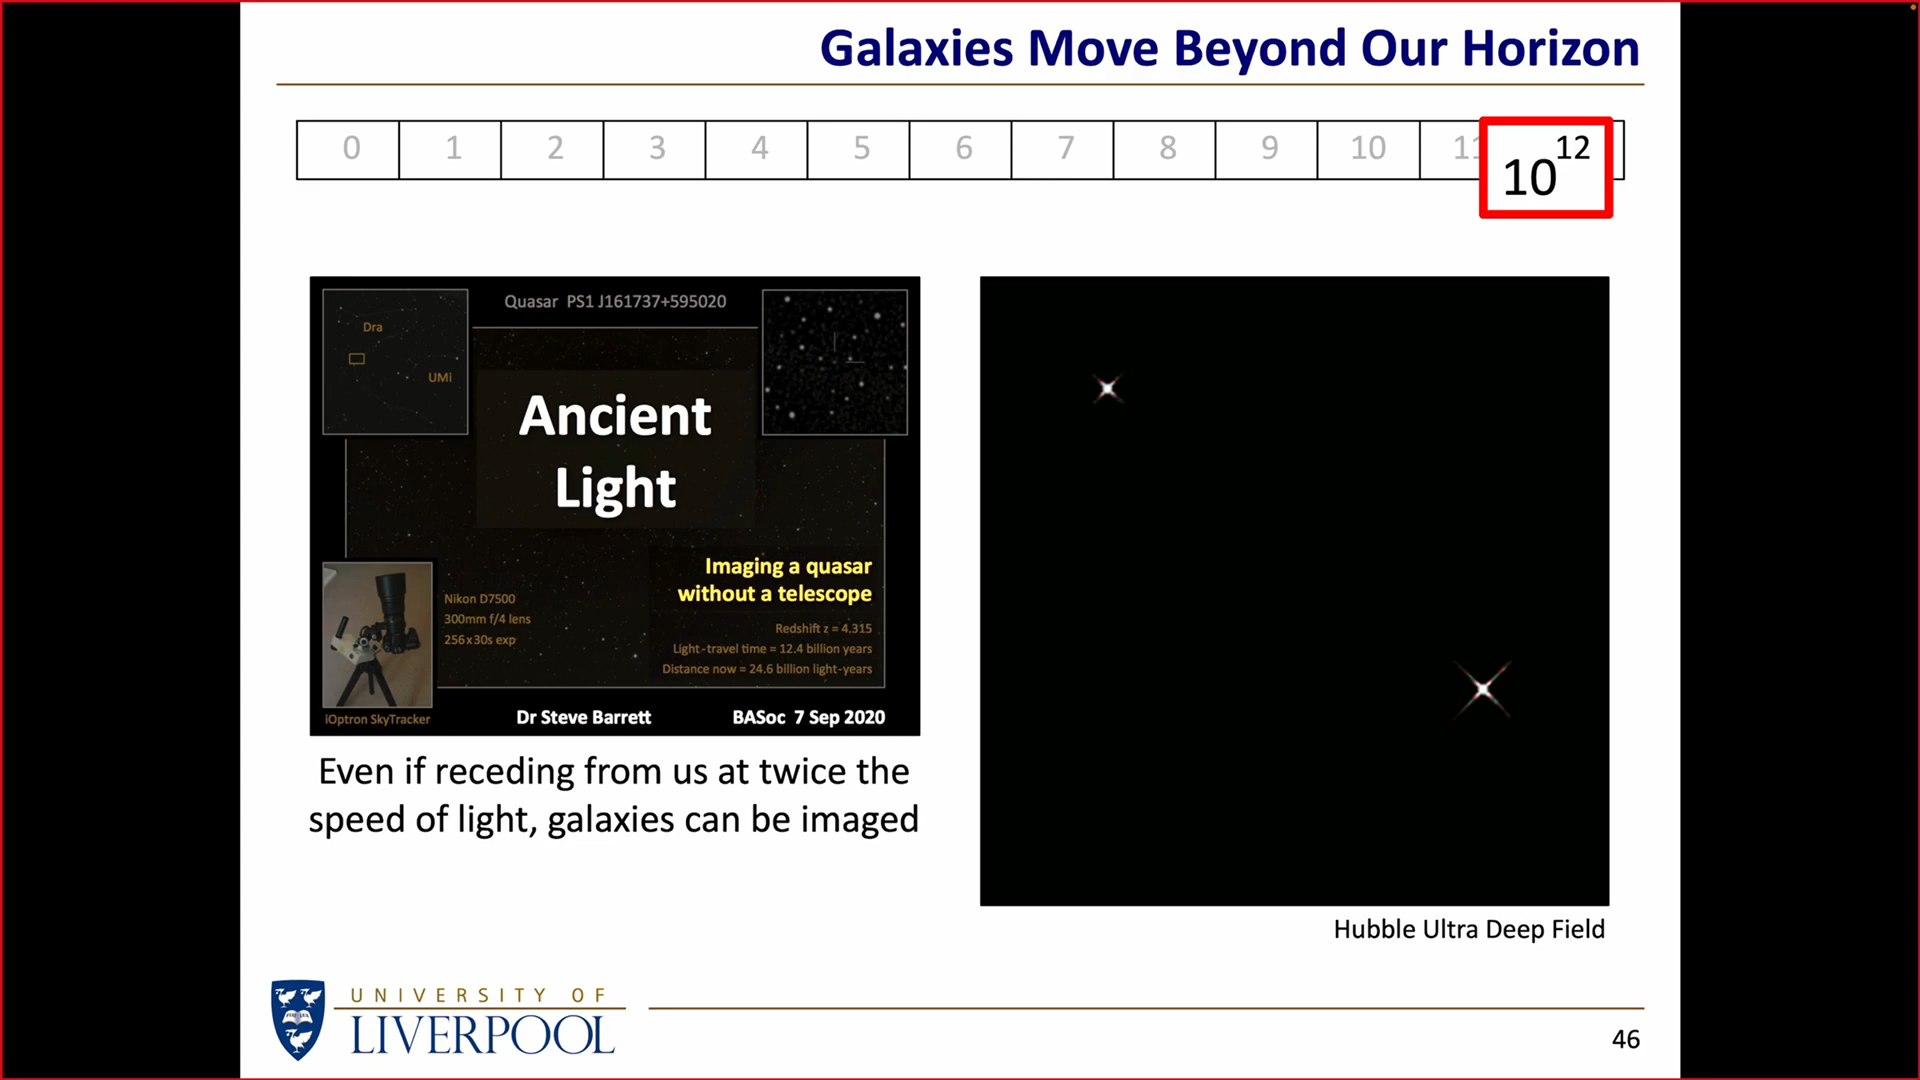 Galaxies Move Beyond Our Horizon
0 1 2 3 4 5 6 7 8 9 10 11 10^12
Quasar PS1 J161737+595020
Dra
UMi
Ancient
Light
Imaging a quasar
without a telescope
Nikon D7500
300mm f/4 lens
256x30s exp
Redshift z = 4.315
Light-travel time = 12.4 billion years
Distance now = 24.6 billion light-years
iOptron SkyTracker
Dr Steve Barrett
BASoc 7 Sep 2020
Even if receding from us at twice the
speed of light, galaxies can be imaged
Hubble Ultra Deep Field
UNIVERSITY OF
LIVERPOOL
46